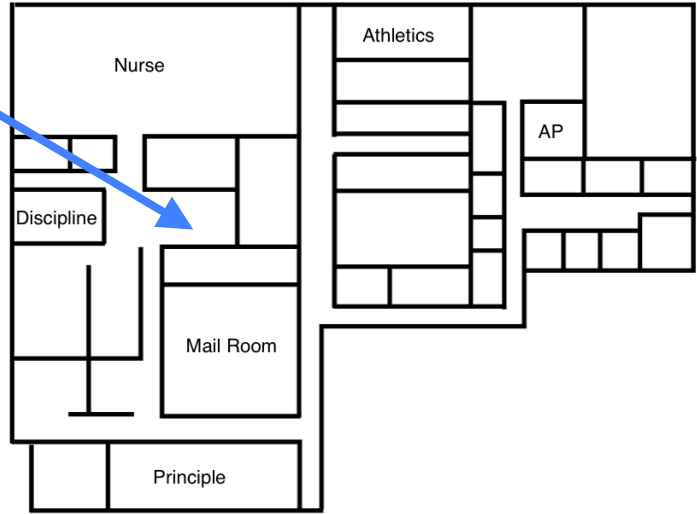 Athletics
Nurse
AP
Discipline
Mail Room
Principle